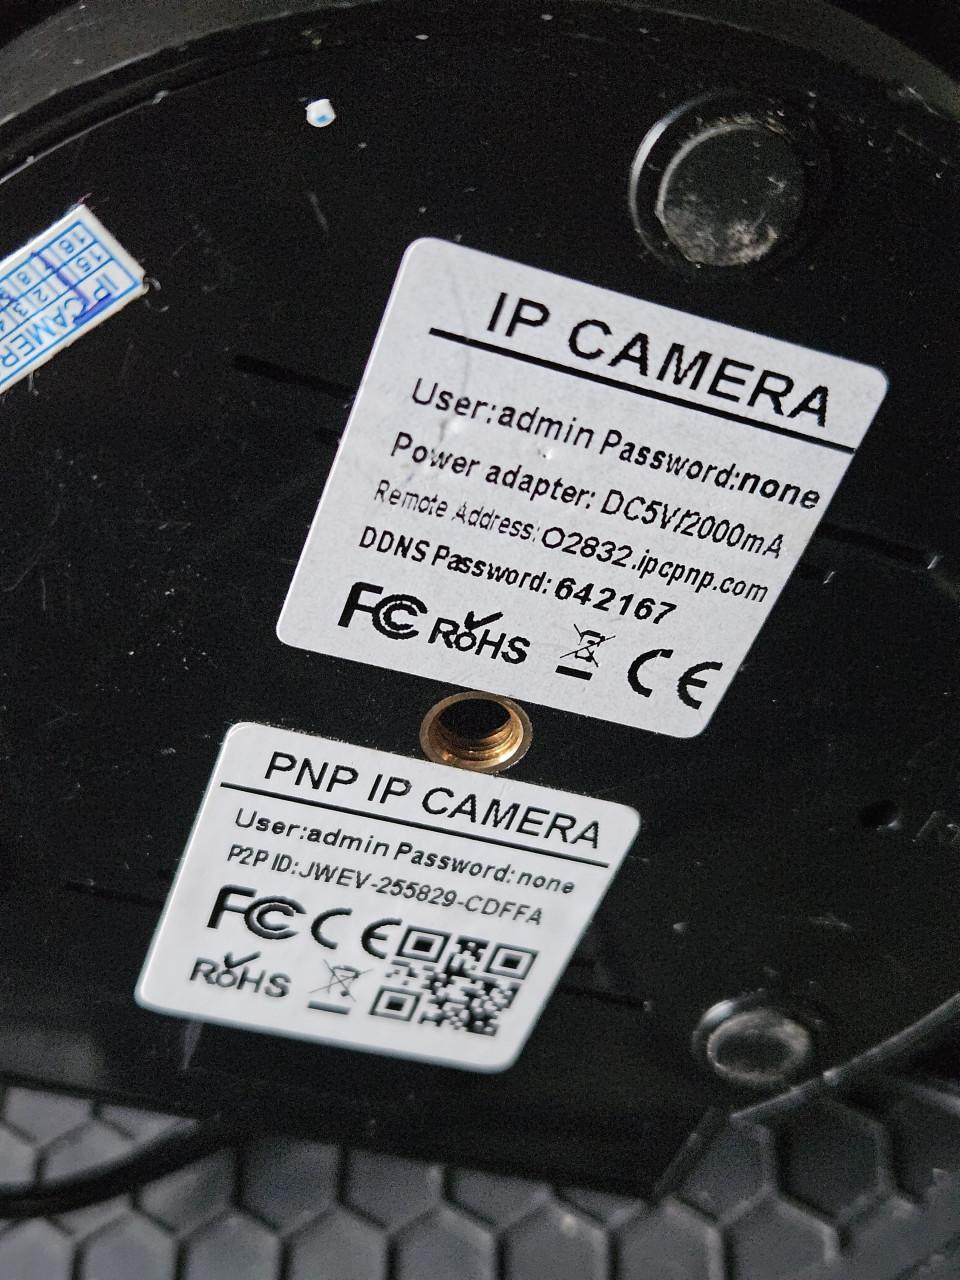 IP CAMERA
User:admin Password:none
Power adapter: DC5V/2000mA
Remote Address:O2832.ipcpnp.com
DDNS Password: 642167
FC RoHS CE
PNP IP CAMERA
User:admin Password:none
P2P ID:JWEV-255829-CDFFA
FC CE
RoHS
IP CAMER